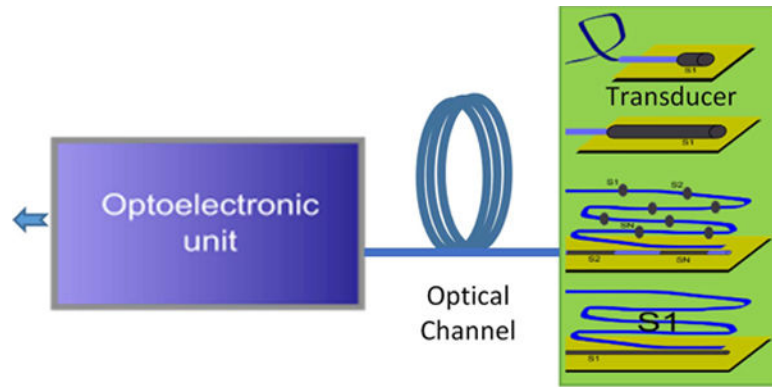 Optoelectronic
unit
Optical
Channel
S1
Transducer
S1
S1
S2
SN
S2
SN
S1
S1